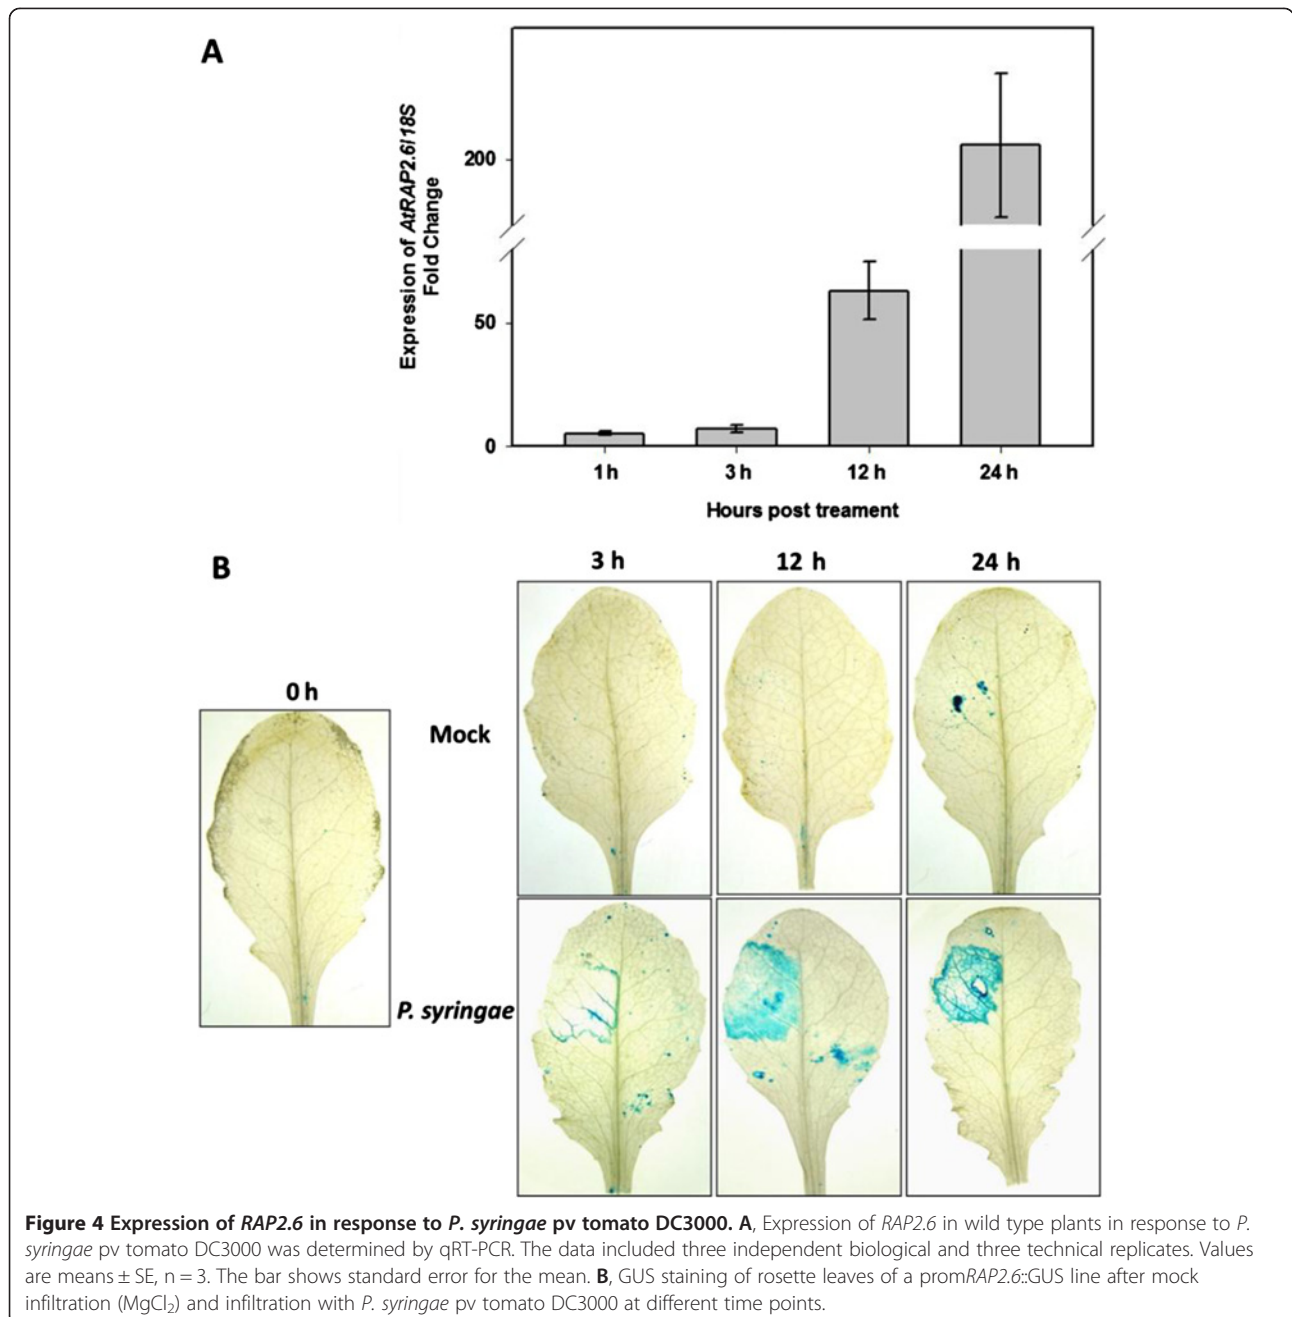 A
Expression of AtRAP2.6/18S
Fold Change
200
50
0
1 h 3 h 12 h 24 h
Hours post treament
B
3 h 12 h 24 h
0 h
Mock
P. syringae
Figure 4 Expression of RAP2.6 in response to P. syringae pv tomato DC3000. A, Expression of RAP2.6 in wild type plants in response to P.
syringae pv tomato DC3000 was determined by qRT-PCR. The data included three independent biological and three technical replicates. Values
are means ± SE, n = 3. The bar shows standard error for the mean. B, GUS staining of rosette leaves of a promRAP2.6::GUS line after mock
infiltration (MgCl₂) and infiltration with P. syringae pv tomato DC3000 at different time points.